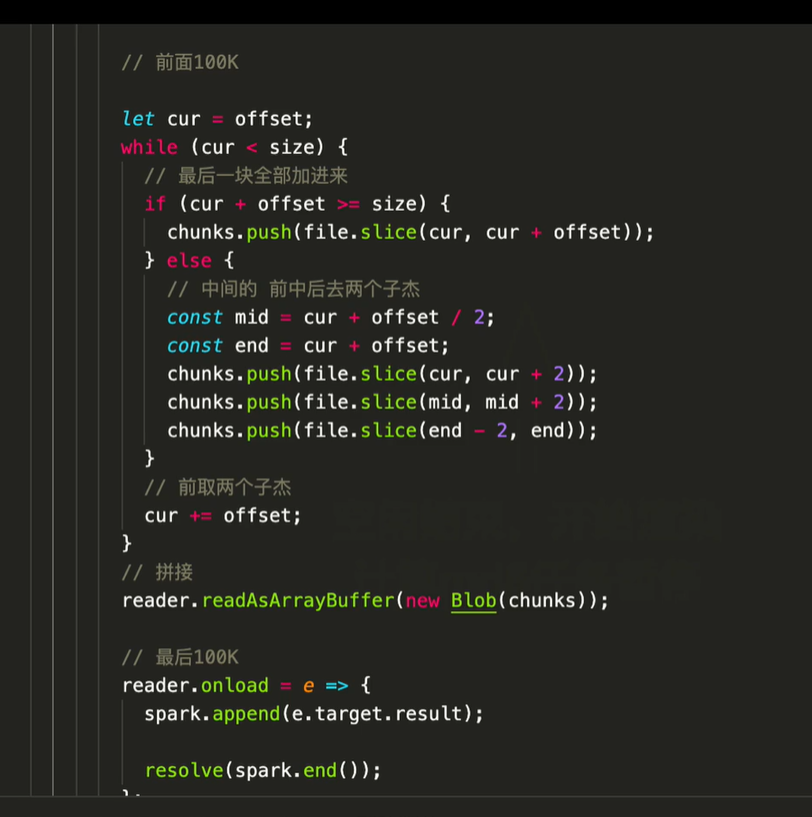 // 前面100K
let cur = offset;
while (cur < size) {
// 最后一块全部加进来
if (cur + offset >= size) {
chunks.push(file.slice(cur, cur + offset));
} else {
// 中间的 前中后去两个子杰
const mid = cur + offset / 2;
const end = cur + offset;
chunks.push(file.slice(cur, cur + 2));
chunks.push(file.slice(mid, mid + 2));
chunks.push(file.slice(end - 2, end));
}
// 前取两个子杰
cur += offset;
}
// 拼接
reader.readAsArrayBuffer(new Blob(chunks));
// 最后100K
reader.onload = e => {
spark.append(e.target.result);
resolve(spark.end());